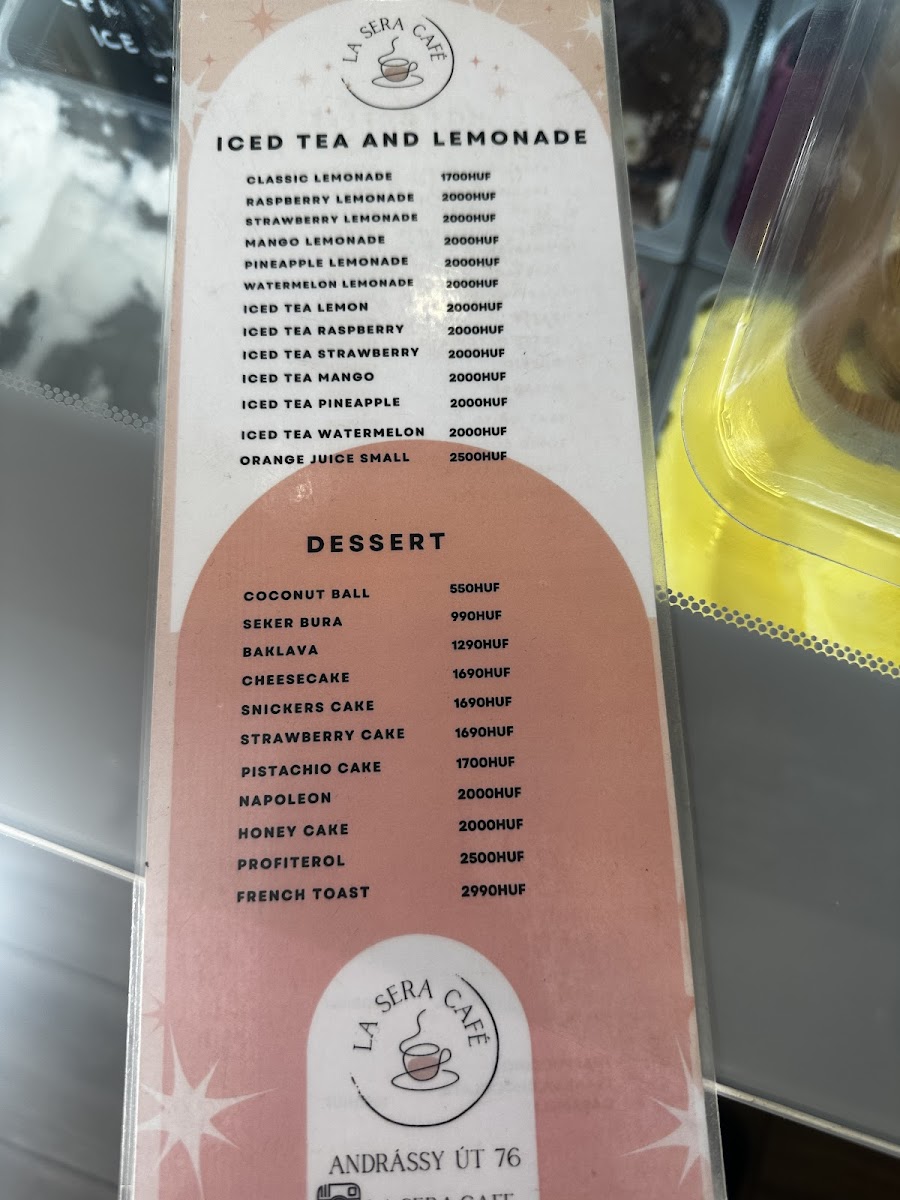 ICE
LA SERA CAFÉ
ICED TEA AND LEMONADE
CLASSIC LEMONADE 1700HUF
RASPBERRY LEMONADE 2000HUF
STRAWBERRY LEMONADE 2000HUF
MANGO LEMONADE 2000HUF
PINEAPPLE LEMONADE 2000HUF
WATERMELON LEMONADE 2000HUF
ICED TEA LEMON 2000HUF
ICED TEA RASPBERRY 2000HUF
ICED TEA STRAWBERRY 2000HUF
ICED TEA MANGO 2000HUF
ICED TEA PINEAPPLE 2000HUF
ICED TEA WATERMELON 2000HUF
ORANGE JUICE SMALL 2500HUF
DESSERT
COCONUT BALL 550HUF
SEKER BURA 990HUF
BAKLAVA 1290HUF
CHEESECAKE 1690HUF
SNICKERS CAKE 1690HUF
STRAWBERRY CAKE 1690HUF
PISTACHIO CAKE 1700HUF
NAPOLEON 2000HUF
HONEY CAKE 2000HUF
PROFITEROL 2500HUF
FRENCH TOAST 2990HUF
LA SERA CAFÉ
ANDRÁSSY ÚT 76
LA SERA CAFE